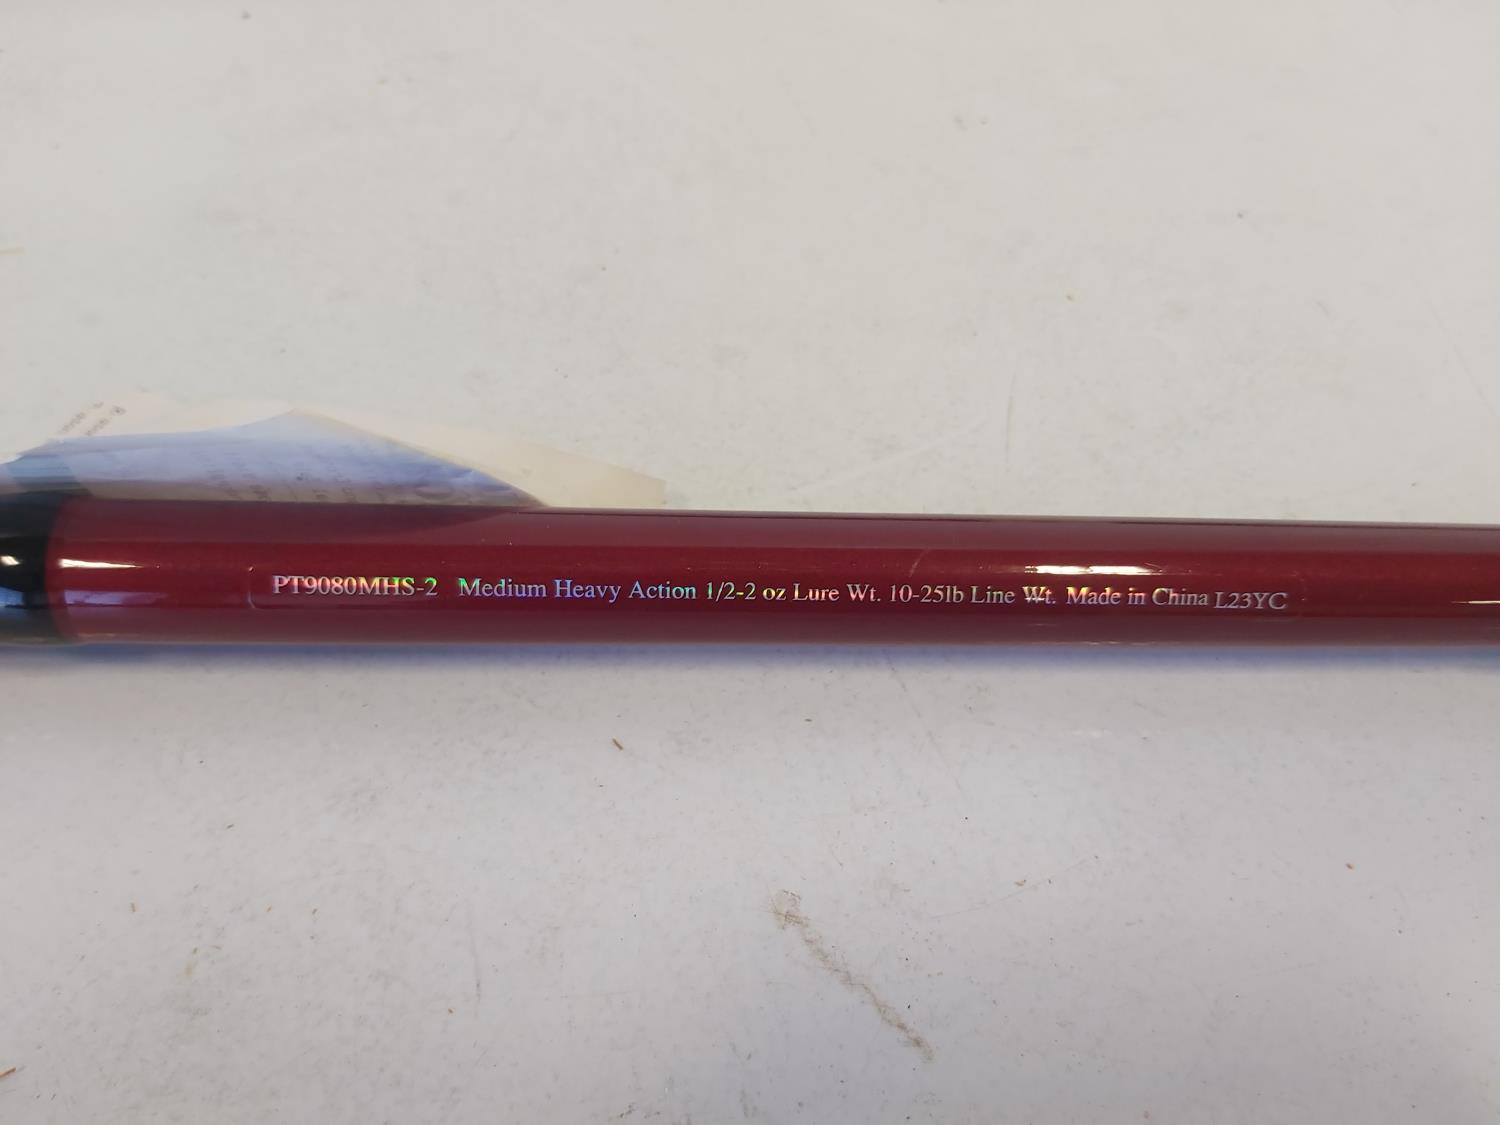 PT9080MHS-2 Medium Heavy Action 1/2-2 oz Lure Wt. 10-25lb Line Wt. Made in China L23YC